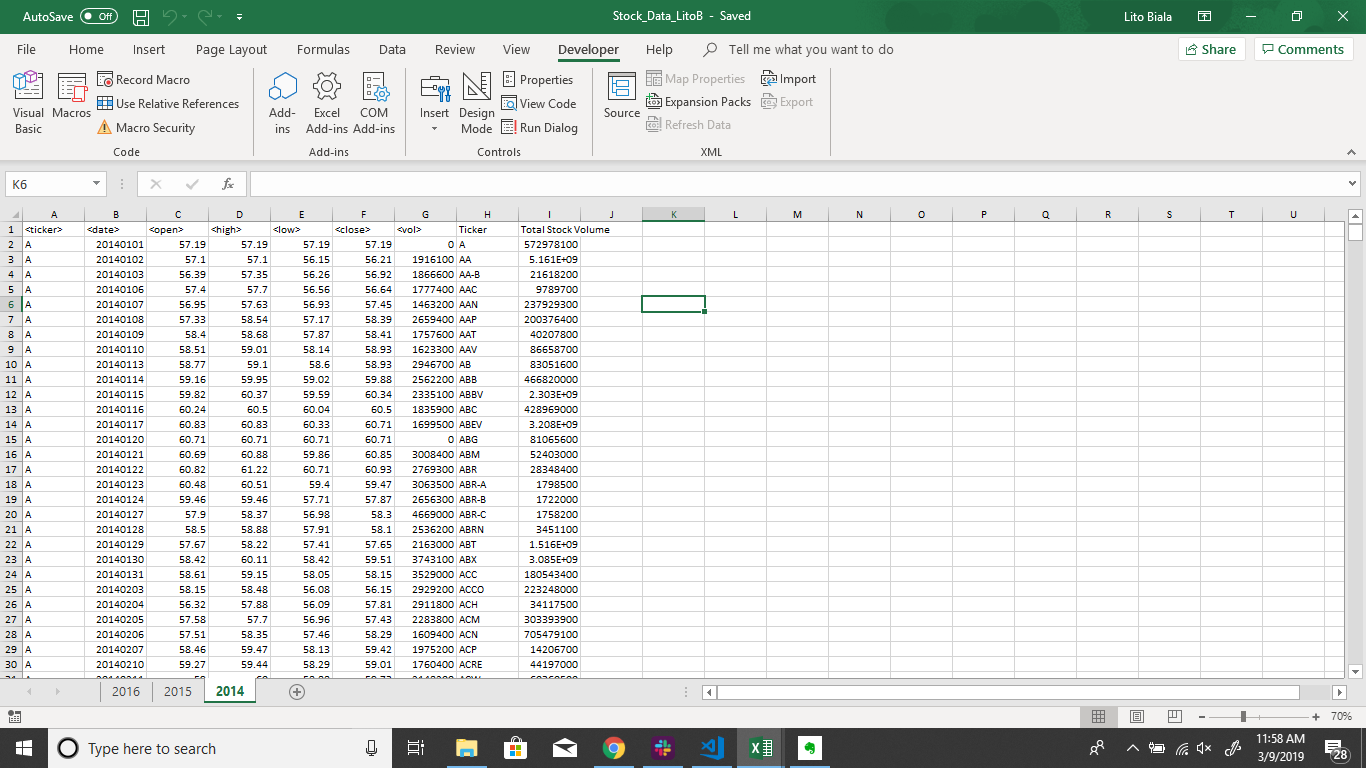 AutoSave Off Stock_Data_LitoB - Saved Lito Biala
File Home Insert Page Layout Formulas Data Review View Developer Help Tell me what you want to do Share Comments
Visual Basic
Macros
Record Macro
Use Relative References
Macro Security
Code
Add-ins
Excel Add-ins
COM Add-ins
Add-ins
Insert
Design Mode
Properties
View Code
Run Dialog
Controls
Source
Map Properties
Expansion Packs
Refresh Data
Import
Export
XML
K6 fx
A B C D E F G H I J K L M N O P Q R S T U
1 <ticker> <date> <open> <high> <low> <close> <vol> Ticker Total Stock Volume
2 A 20140101 57.19 57.19 57.19 57.19 0 A 572978100
3 A 20140102 57.1 57.1 56.15 56.21 1916100 AA 5.161E+09
4 A 20140103 56.39 57.35 56.26 56.92 1866600 AA-B 21618200
5 A 20140106 57.4 57.7 56.56 56.64 1777400 AAC 9789700
6 A 20140107 56.95 57.63 56.93 57.45 1463200 AAN 237929300
7 A 20140108 57.33 58.54 57.17 58.39 2659400 AAP 200376400
8 A 20140109 58.4 58.68 57.87 58.41 1757600 AAT 40207800
9 A 20140110 58.51 59.01 58.14 58.93 1623300 AAV 86658700
10 A 20140113 58.77 59.1 58.6 58.93 2946700 AB 83051600
11 A 20140114 59.16 59.95 59.02 59.88 2562200 ABB 466820000
12 A 20140115 59.82 60.37 59.59 60.34 2335100 ABBV 2.303E+09
13 A 20140116 60.24 60.5 60.04 60.5 1835900 ABC 428969000
14 A 20140117 60.83 60.83 60.33 60.71 1699500 ABEV 3.208E+09
15 A 20140120 60.71 60.71 60.71 60.71 0 ABG 81065600
16 A 20140121 60.69 60.88 59.86 60.85 3008400 ABM 52403000
17 A 20140122 60.82 61.22 60.71 60.93 2769300 ABR 28348400
18 A 20140123 60.48 60.51 59.4 59.47 3063500 ABR-A 1798500
19 A 20140124 59.46 59.46 57.71 57.87 2656300 ABR-B 1722000
20 A 20140127 57.9 58.37 56.98 58.3 4669000 ABR-C 1758200
21 A 20140128 58.5 58.88 57.91 58.1 2536200 ABRN 3451100
22 A 20140129 57.67 58.22 57.41 57.65 2163000 ABT 1.516E+09
23 A 20140130 58.42 60.11 58.42 59.51 3743100 ABX 3.085E+09
24 A 20140131 58.61 59.15 58.05 58.15 3529000 ACC 180543400
25 A 20140203 58.15 58.48 56.08 56.15 2929200 ACCO 223248000
26 A 20140204 56.32 57.88 56.09 57.81 2911800 ACH 34117500
27 A 20140205 57.58 57.7 56.96 57.43 2283800 ACM 303393900
28 A 20140206 57.51 58.35 57.46 58.29 1609400 ACN 705479100
29 A 20140207 58.46 59.47 58.13 59.42 1975200 ACP 14206700
30 A 20140210 59.27 59.44 58.29 59.01 1760400 ACRE 44197000
2016 2015 2014
70%
Type here to search
11:58 AM
3/9/2019
28